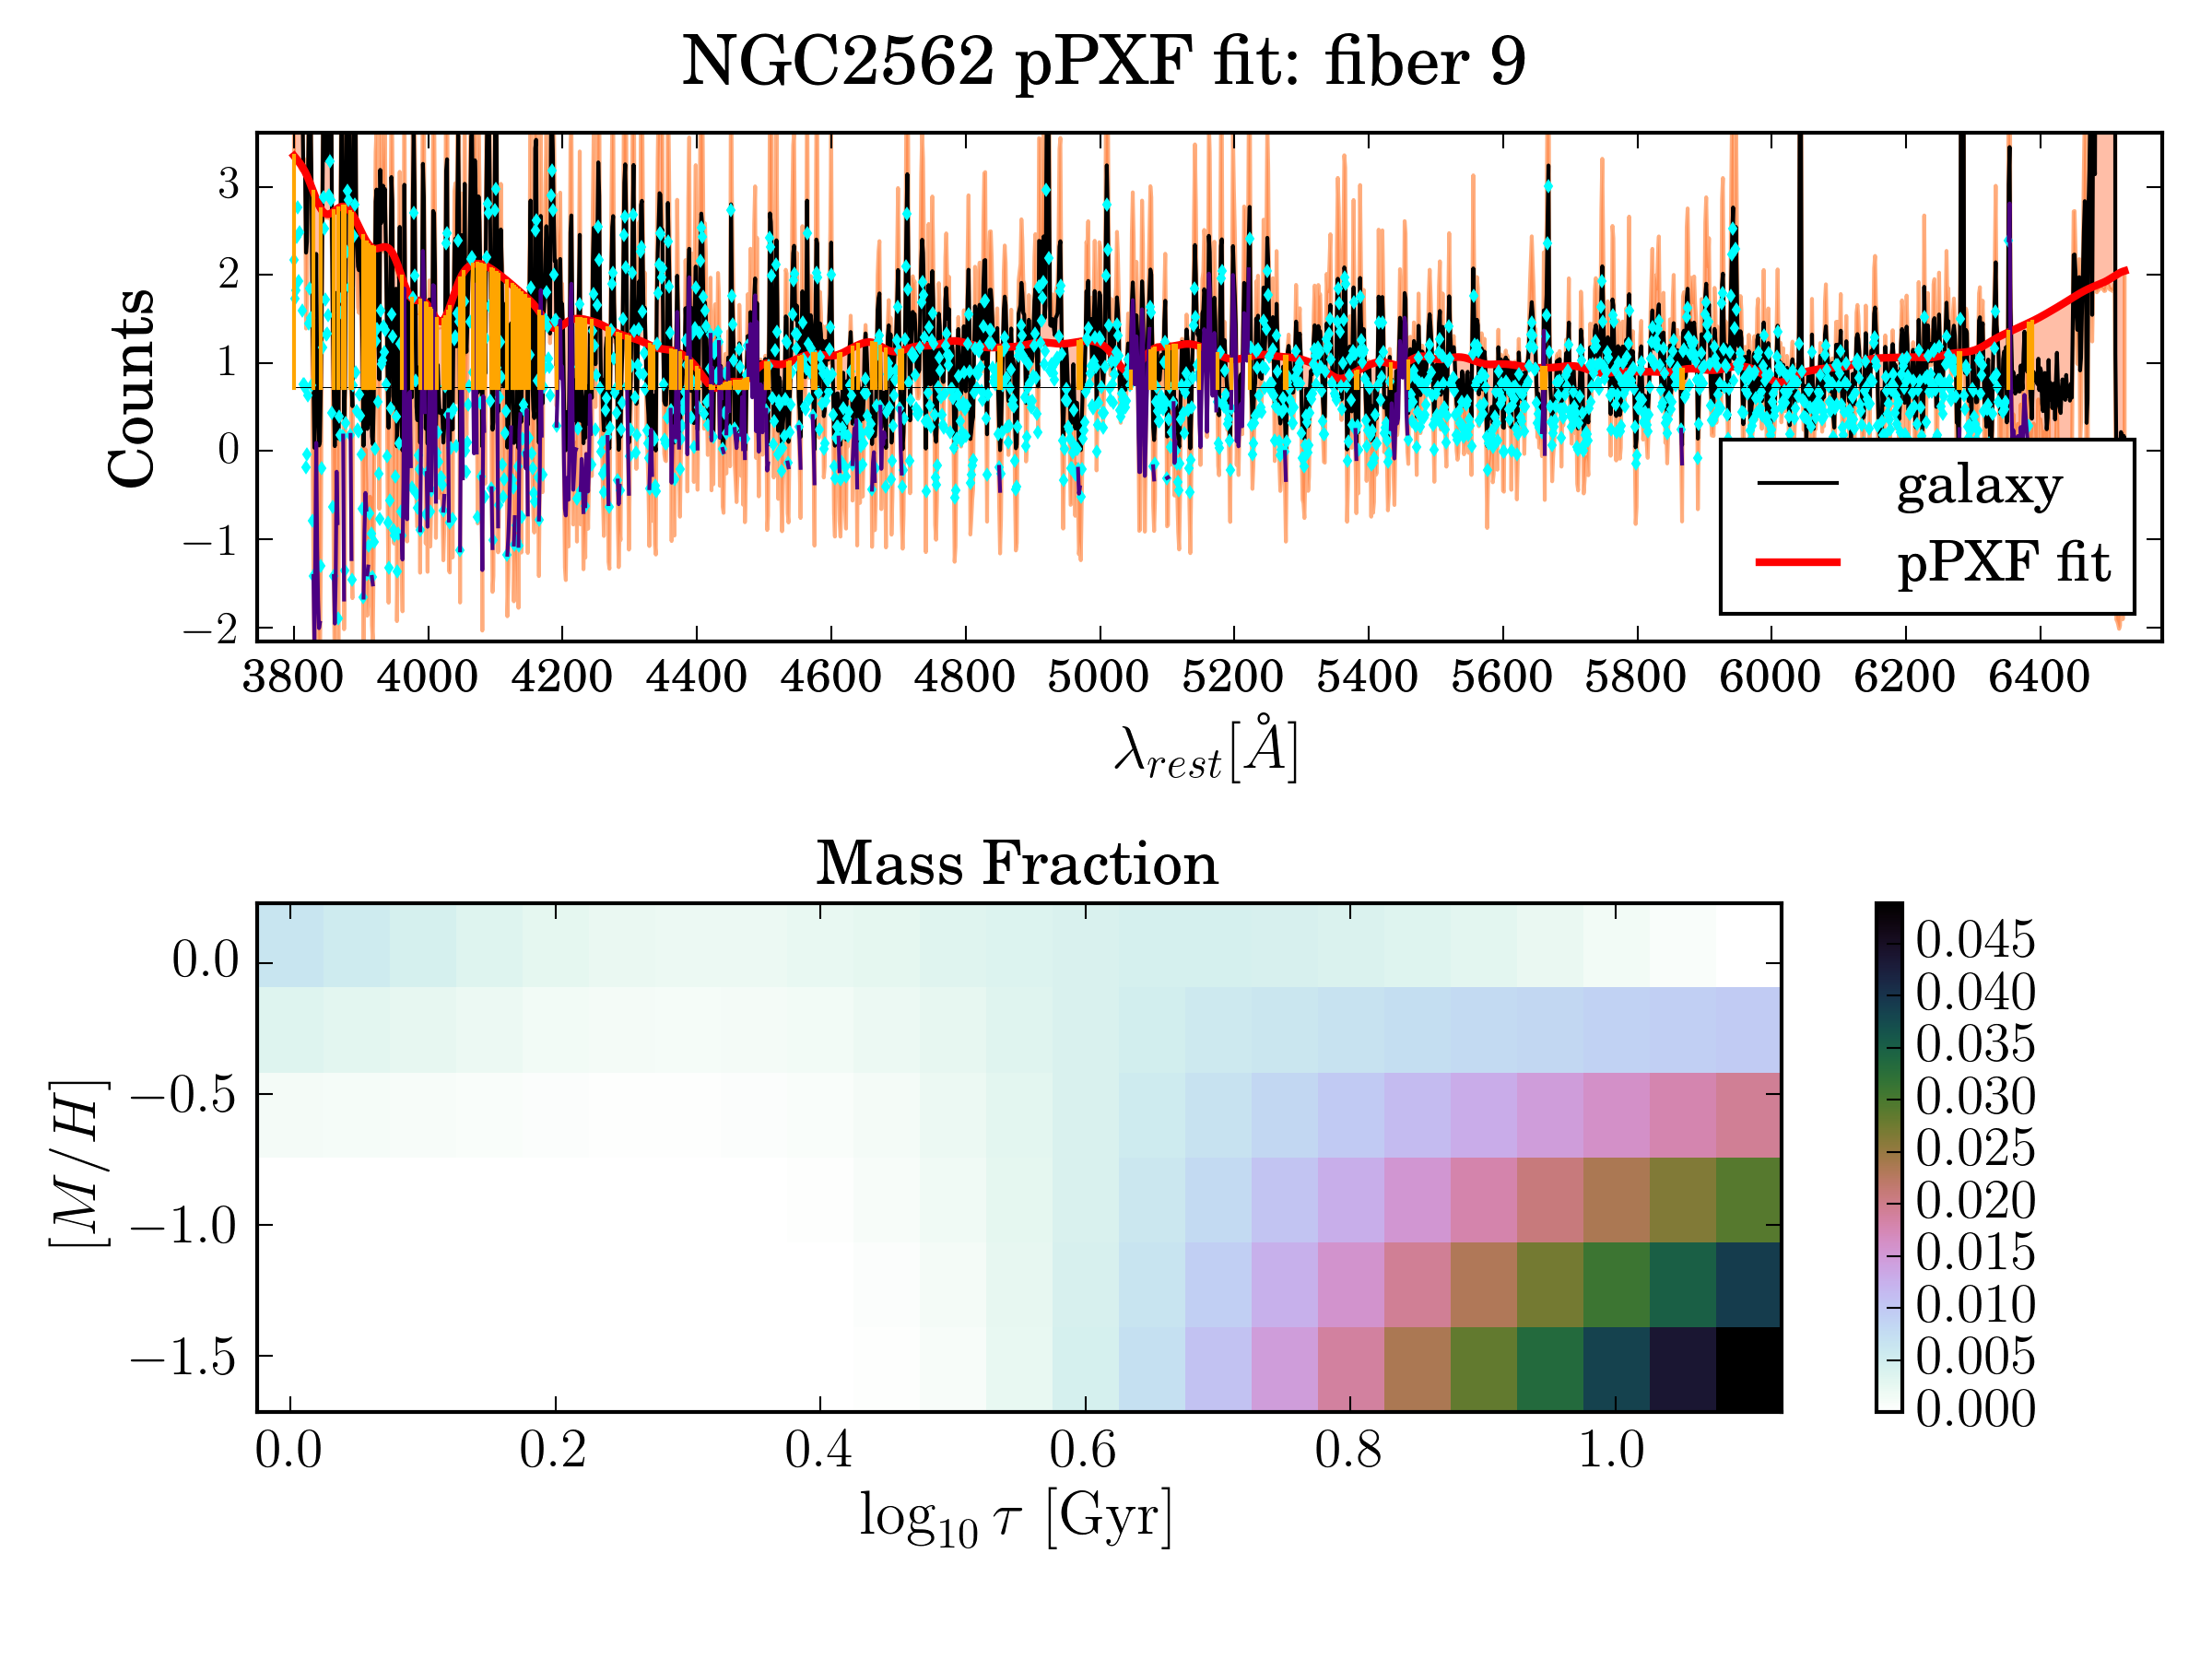 NGC2562 pPXF fit: fiber 9
Counts
3
2
1
0
−1
−2
galaxy
pPXF fit
3800 4000 4200 4400 4600 4800 5000 5200 5400 5600 5800 6000 6200 6400
λrest[Å]
Mass Fraction
[M/H]
0.0
−0.5
−1.0
−1.5
0.0 0.2 0.4 0.6 0.8 1.0
log10 τ [Gyr]
0.045
0.040
0.035
0.030
0.025
0.020
0.015
0.010
0.005
0.000